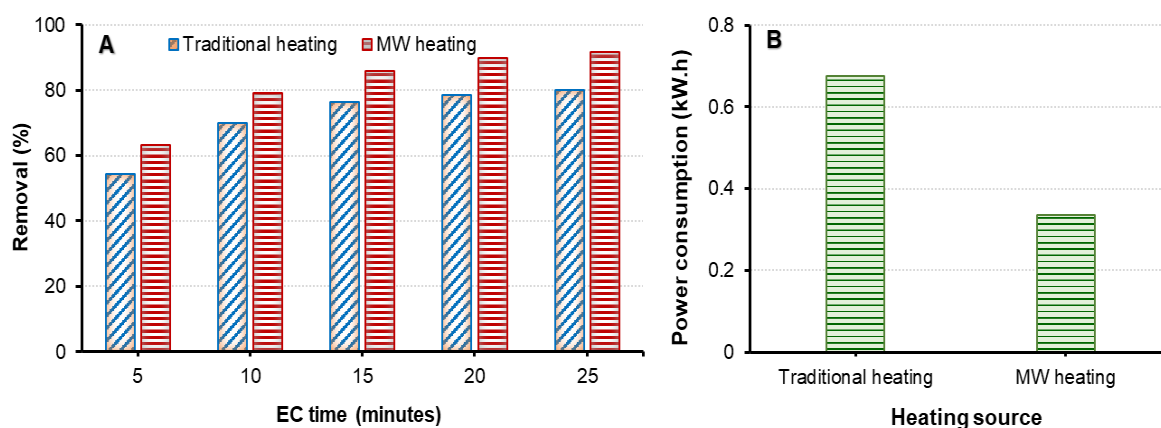 A
Traditional heating
MW heating
Removal (%)
100
80
60
40
20
0
5 10 15 20 25
EC time (minutes)
B
Power consumption (kW.h)
0.8
0.6
0.4
0.2
0
Traditional heating MW heating
Heating source